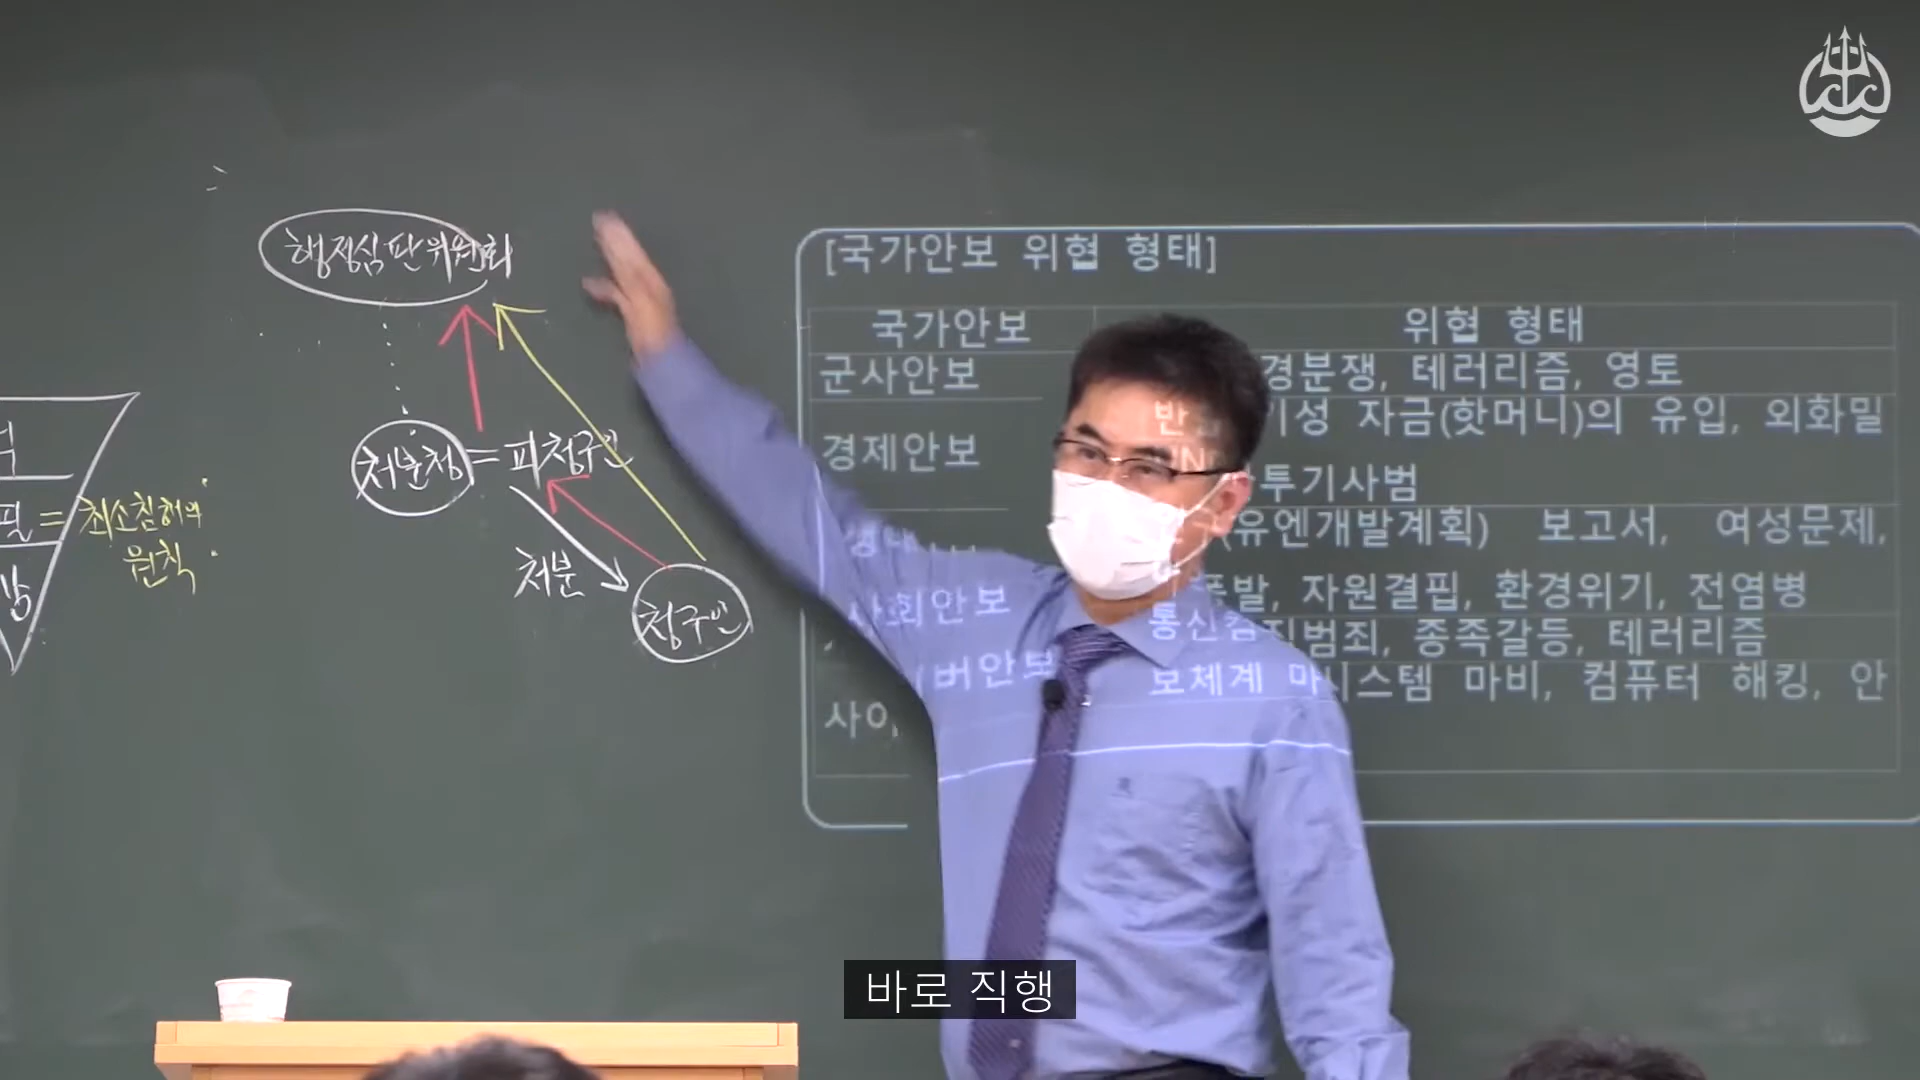 행정심판위원회
처분청 = 피청구인
처분
청구인
필 = 최소침해의
원칙
[국가안보 위협 형태]
국가안보 위협 형태
군사안보 경분쟁, 테러리즘, 영토
경제안보 기성 자금(핫머니)의 유입, 외화밀
투기사범
(유엔개발계획) 보고서, 여성문제,
사회안보 자원결핍, 환경위기, 전염병
범죄, 종족갈등, 테러리즘
버안보 보체계 마 시스템 마비, 컴퓨터 해킹, 안
바로 직행